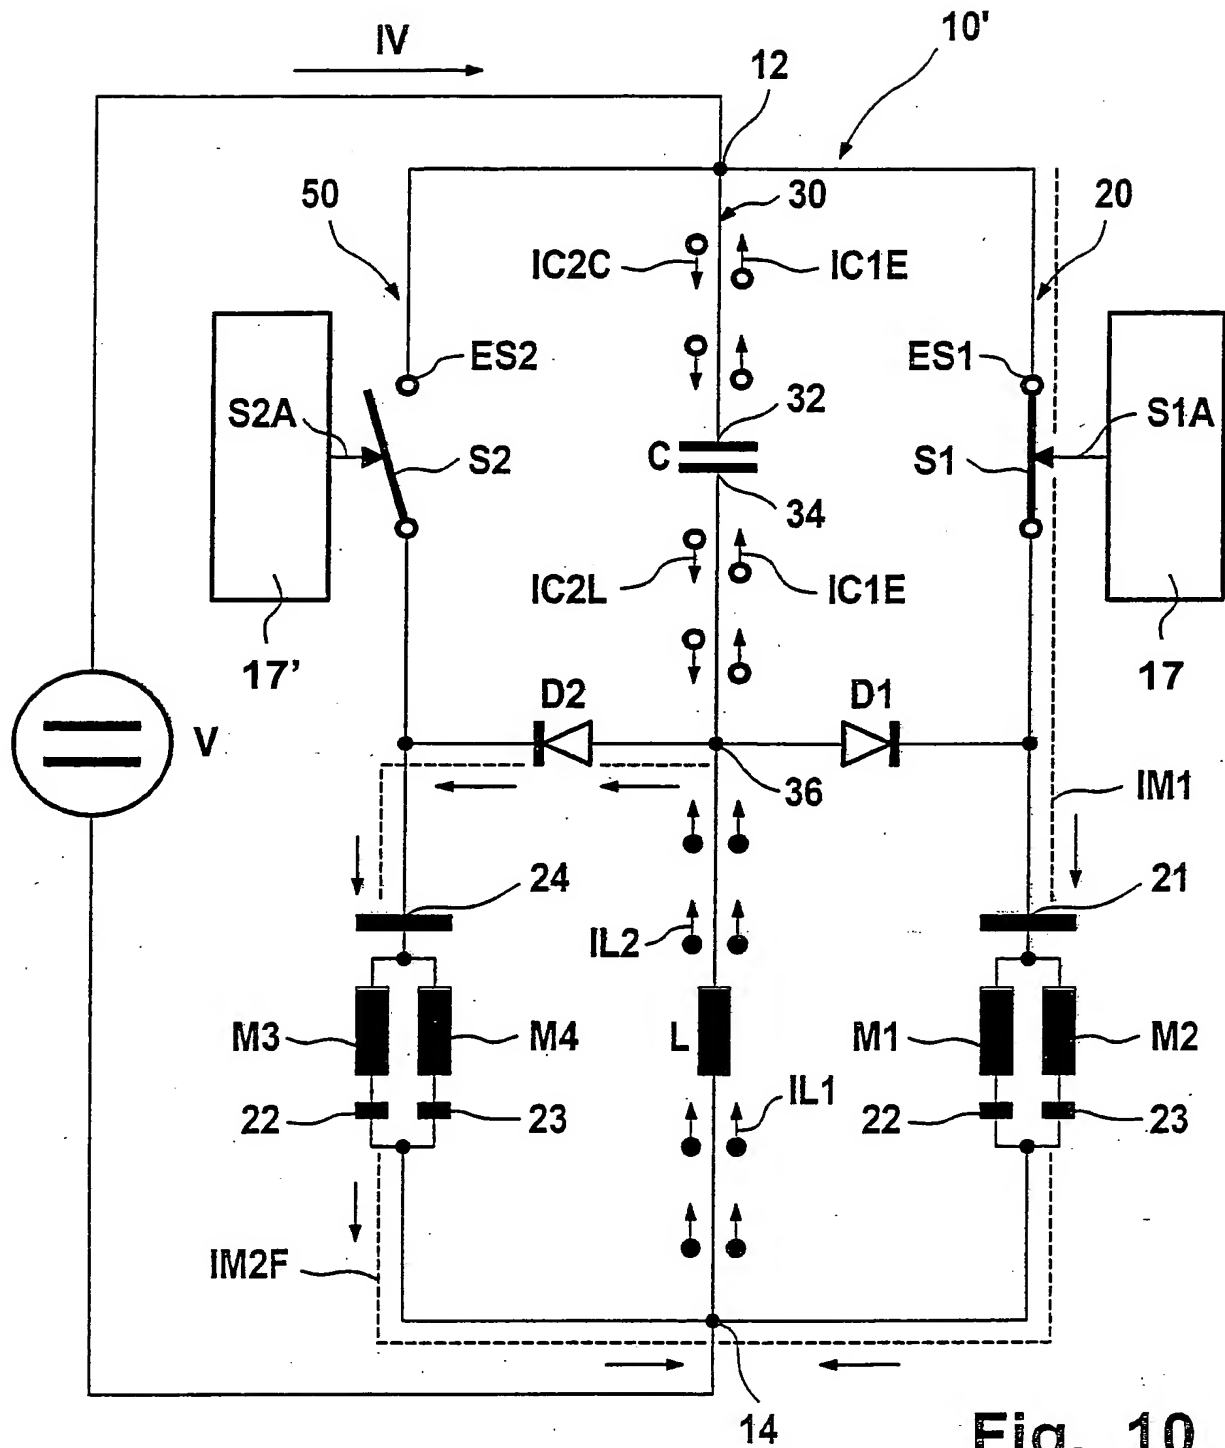 IV
10'
12
50
30
20
IC2C
IC1E
ES2
ES1
S2A
S1A
32
S2
C
S1
34
IC2L
IC1E
17’
17
D2
D1
V
36
IM1
24
21
IL2
M3
M4
L
M1
M2
IL1
22
23
22
23
IM2F
14
Fig. 10